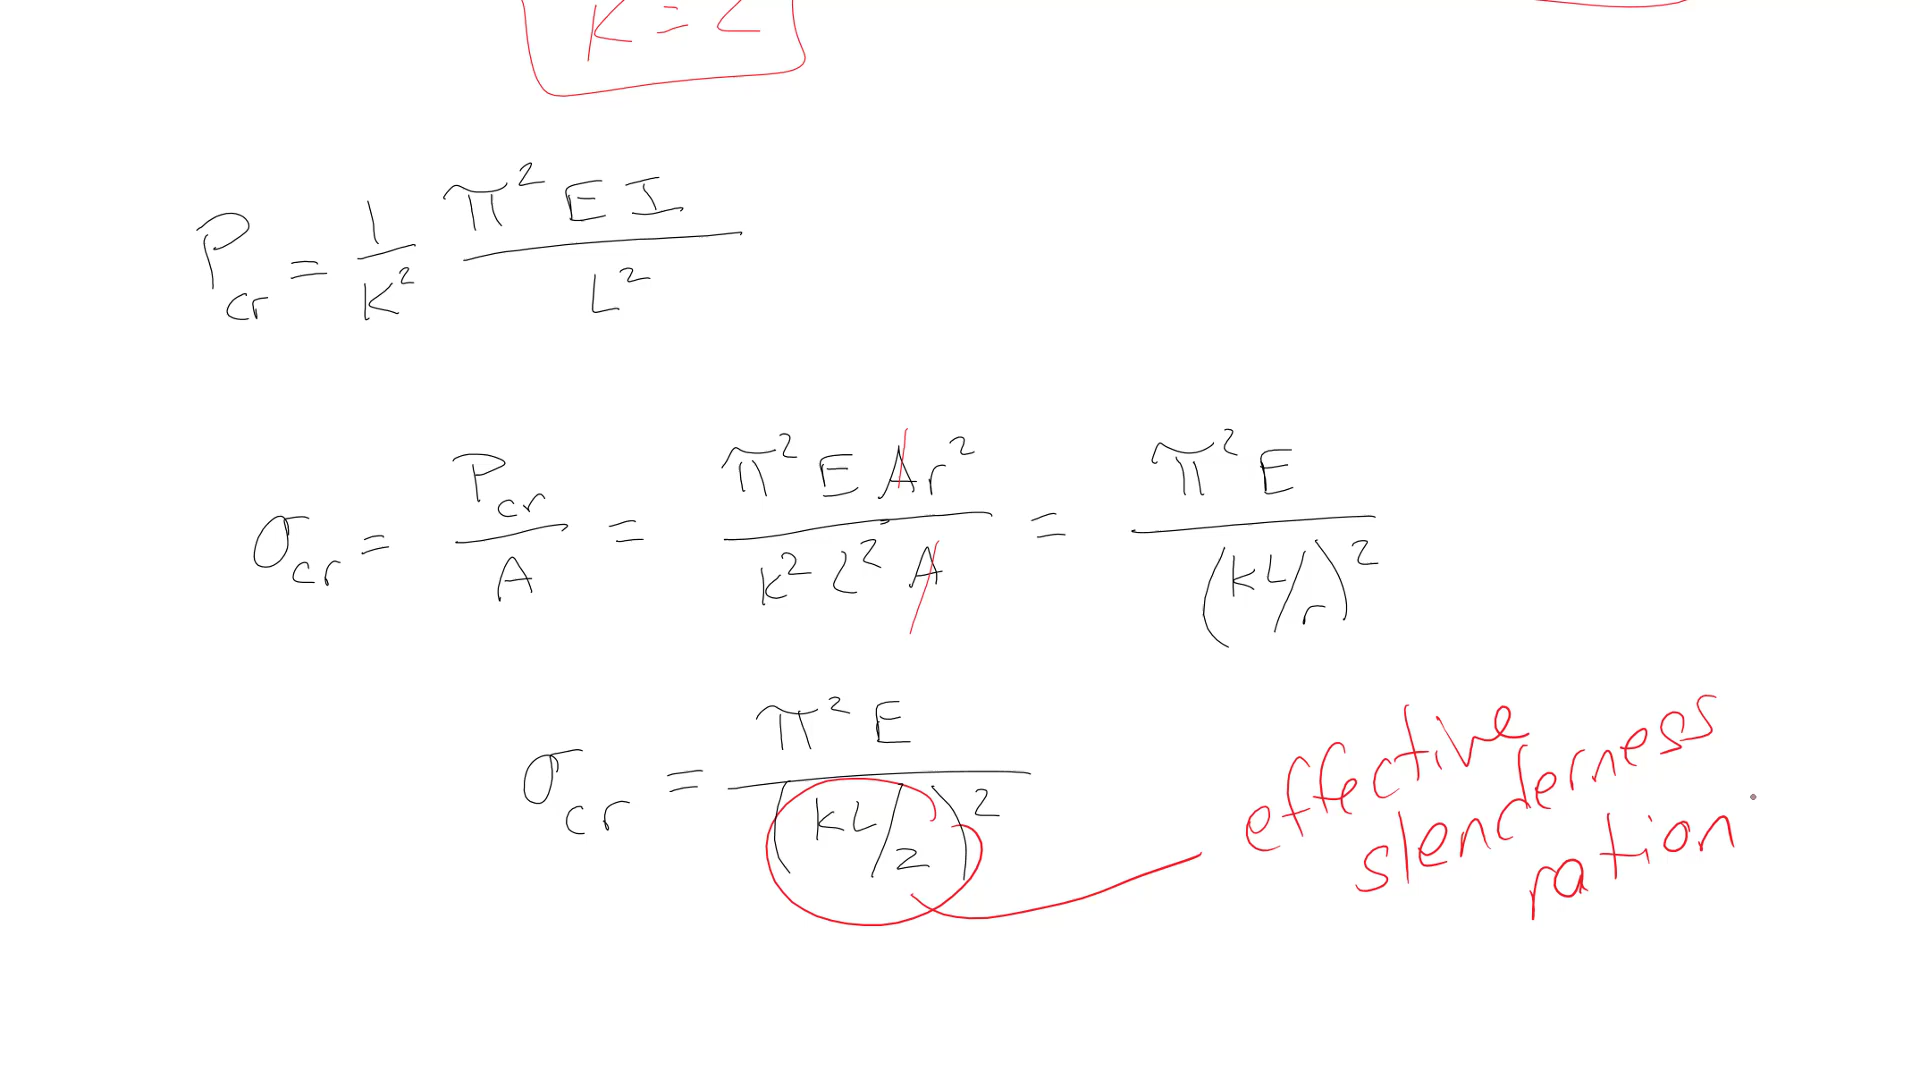 K = 2
P_cr = 1/K² π² E I / L²
σ_cr = P_cr / A = π² E A r² / K² L² A = π² E / (KL/r)²
σ_cr = π² E / (KL/2)²
effective
slenderness
ration